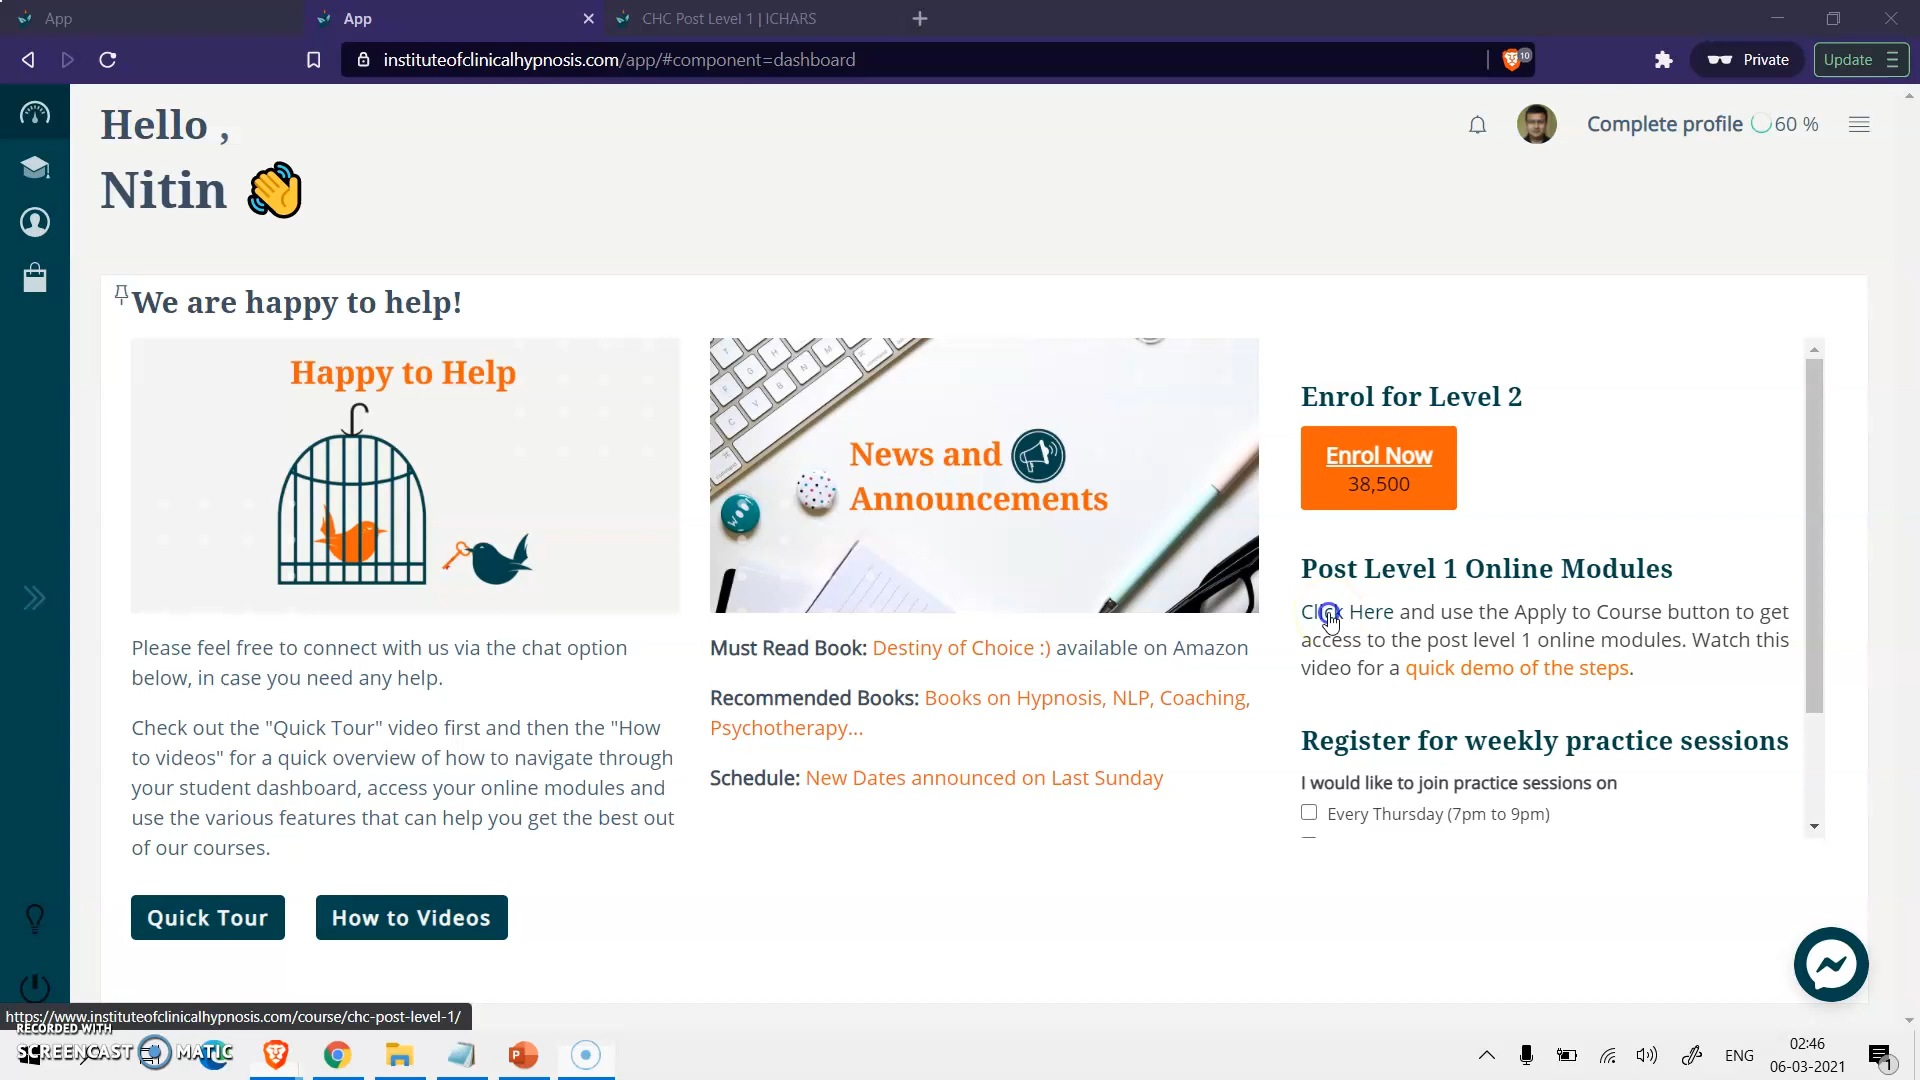 App
App
CHC Post Level 1 | ICHARS
instituteofclinicalhypnosis.com/app/#component=dashboard
10
Private
Update
Hello ,
Nitin
Complete profile 60 %
We are happy to help!
Happy to Help
Please feel free to connect with us via the chat option
below, in case you need any help.
Check out the "Quick Tour" video first and then the "How
to videos" for a quick overview of how to navigate through
your student dashboard, access your online modules and
use the various features that can help you get the best out
of our courses.
Quick Tour
How to Videos
News and
Announcements
Must Read Book: Destiny of Choice :) available on Amazon
Recommended Books: Books on Hypnosis, NLP, Coaching,
Psychotherapy...
Schedule: New Dates announced on Last Sunday
Enrol for Level 2
Enrol Now
38,500
Post Level 1 Online Modules
Click Here and use the Apply to Course button to get
access to the post level 1 online modules. Watch this
video for a quick demo of the steps.
Register for weekly practice sessions
I would like to join practice sessions on
Every Thursday (7pm to 9pm)
https://www.instituteofclinicalhypnosis.com/course/chc-post-level-1/
RECORDED WITH
SCREENCAST MATIC
ENG
02:46
06-03-2021
1